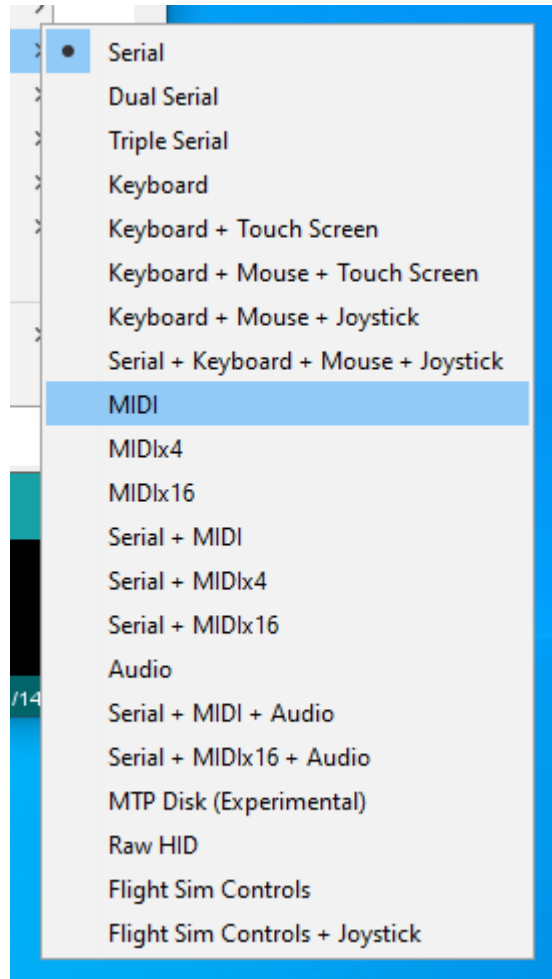 Serial
Dual Serial
Triple Serial
Keyboard
Keyboard + Touch Screen
Keyboard + Mouse + Touch Screen
Keyboard + Mouse + Joystick
Serial + Keyboard + Mouse + Joystick
MIDI
MIDIx4
MIDIx16
Serial + MIDI
Serial + MIDIx4
Serial + MIDIx16
Audio
/14
Serial + MIDI + Audio
Serial + MIDIx16 + Audio
MTP Disk (Experimental)
Raw HID
Flight Sim Controls
Flight Sim Controls + Joystick